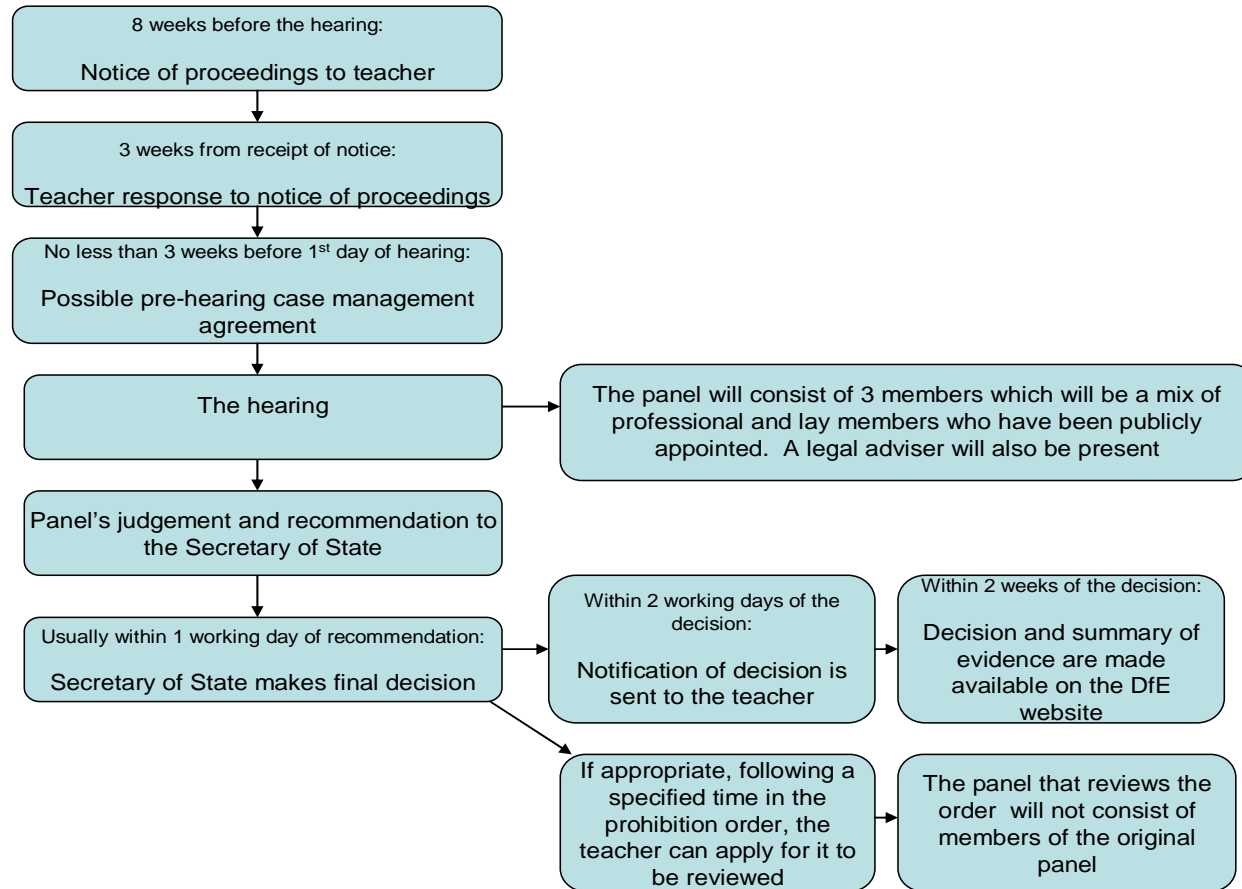 8 weeks before the hearing:
Notice of proceedings to teacher
3 weeks from receipt of notice:
Teacher response to notice of proceedings
No less than 3 weeks before 1st day of hearing:
Possible pre-hearing case management
agreement
The hearing
The panel will consist of 3 members which will be a mix of
professional and lay members who have been publicly
appointed.  A legal adviser will also be present
Panel’s judgement and recommendation to
the Secretary of State
Usually within 1 working day of recommendation:
Secretary of State makes final decision
Within 2 working days of the
decision:
Notification of decision is
sent to the teacher
Within 2 weeks of the decision:
Decision and summary of
evidence are made
available on the DfE
website
If appropriate, following a
specified time in the
prohibition order, the
teacher can apply for it to
be reviewed
The panel that reviews the
order  will not consist of
members of the original
panel